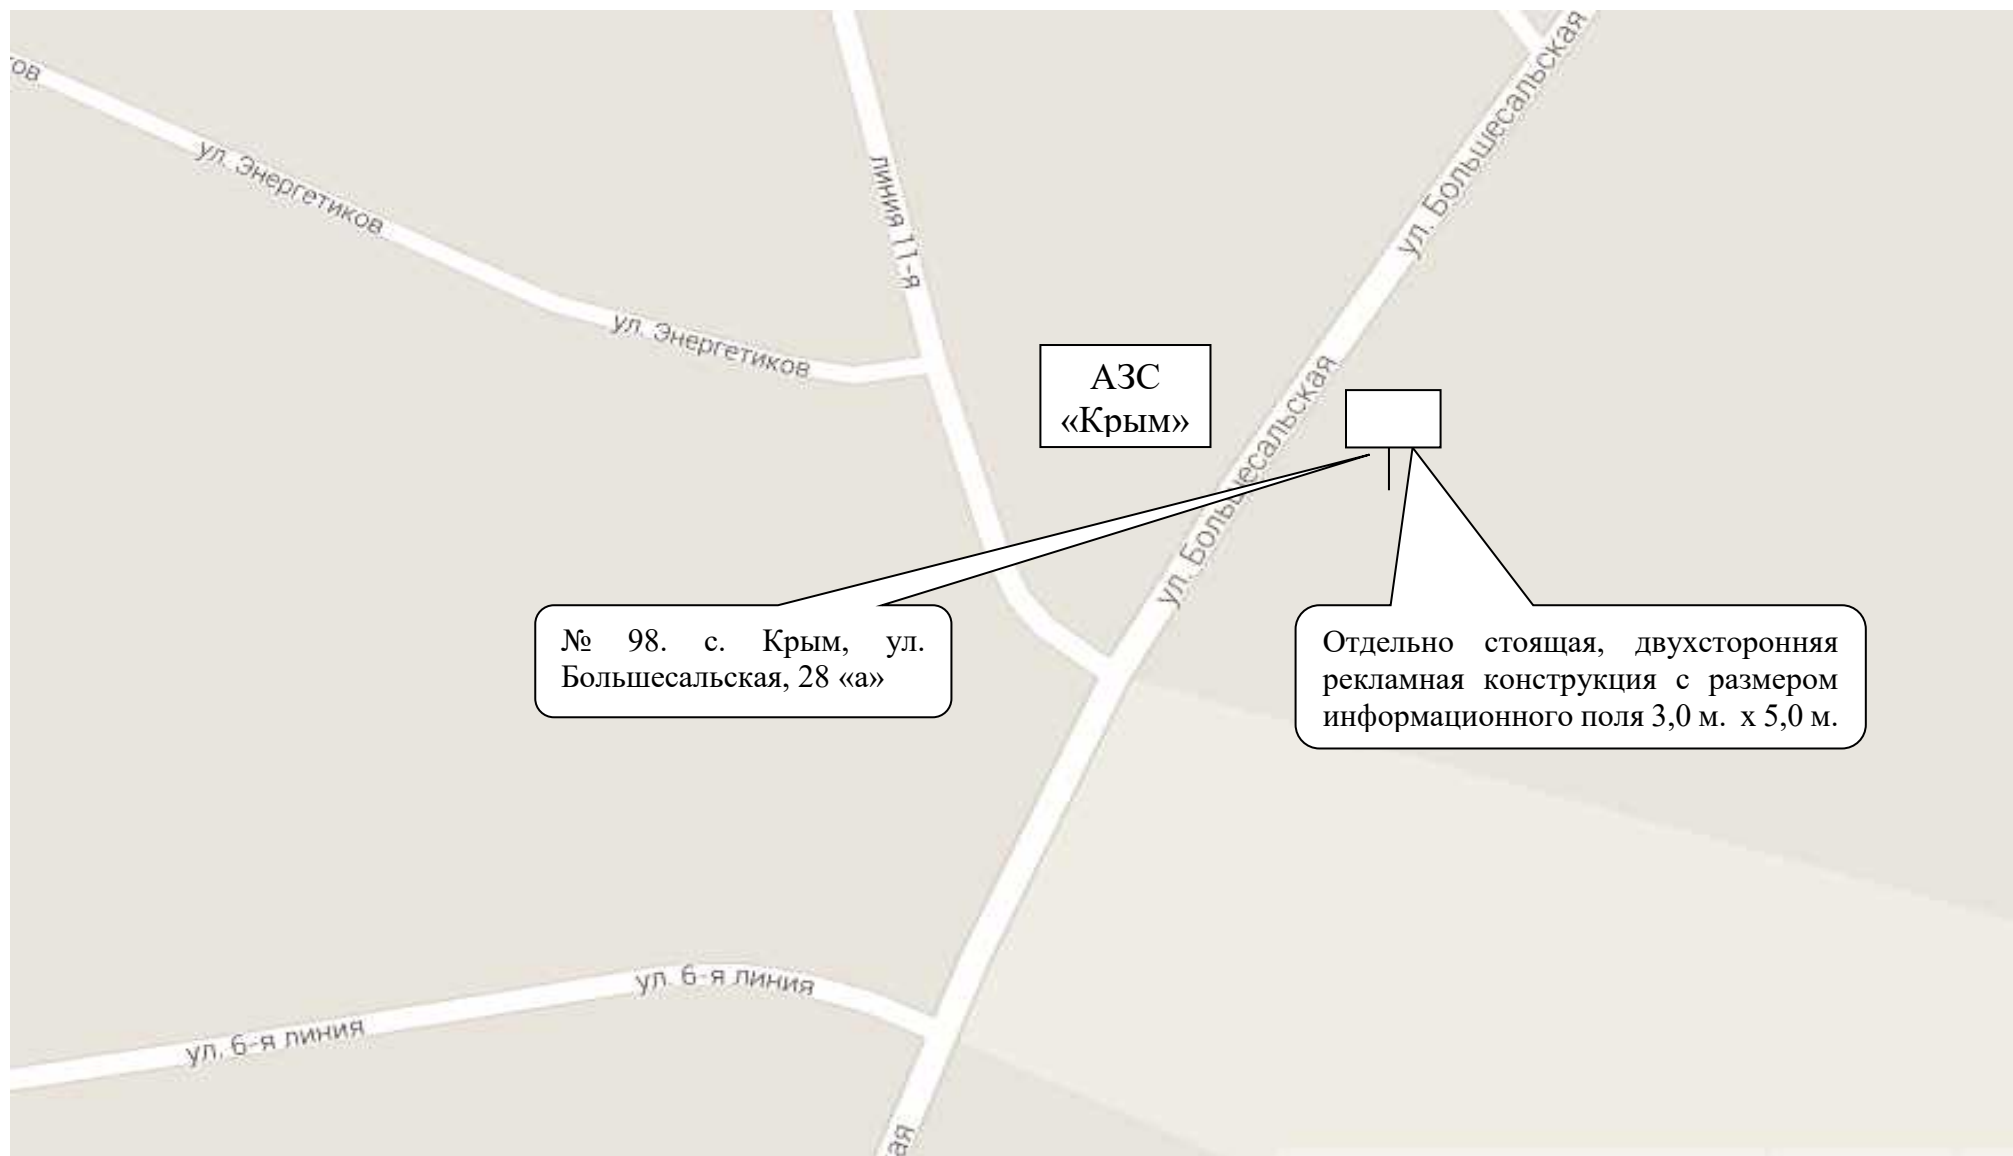 ов
ул. Большесальская
ул. Энергетиков
линия 11-я
ул. Энергетиков
АЗС
«Крым»
ул. Большесальская
№ 98. с. Крым, ул.
Большесальская, 28 «а»
Отдельно стоящая, двухсторонняя
рекламная конструкция с размером
информационного поля 3,0 м. х 5,0 м.
ул. 6-я линия
ул. 6-я линия
ая